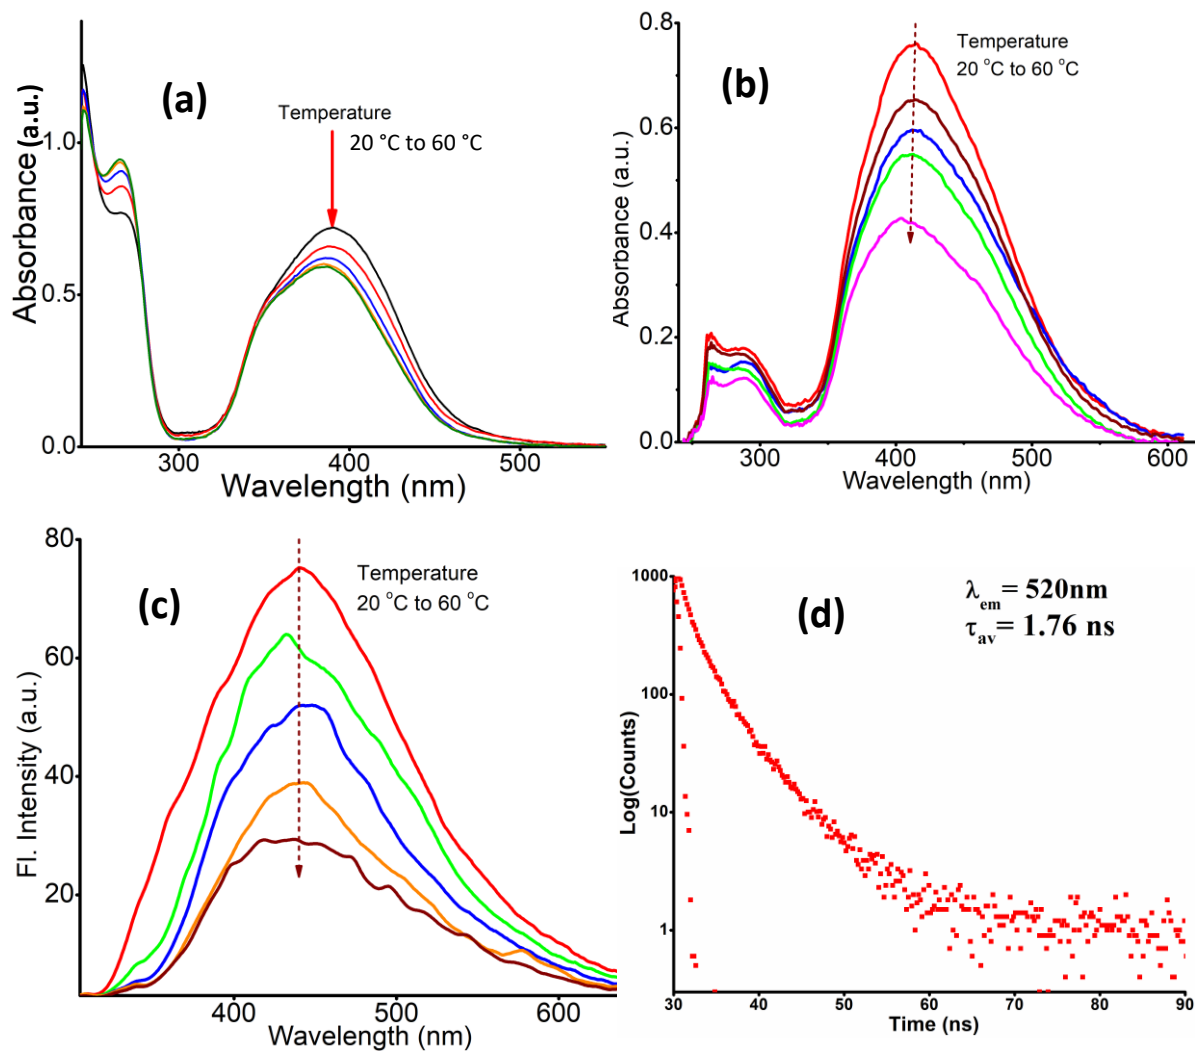 (a)
Temperature
20 °C to 60 °C
Absorbance (a.u.)
1.0
0.5
0.0
300
400
500
Wavelength (nm)
(b)
Temperature
20 °C to 60 °C
Absorbance (a.u.)
0.8
0.6
0.4
0.2
0.0
300
400
500
600
Wavelength (nm)
(c)
Temperature
20 °C to 60 °C
Fl. Intensity (a.u.)
80
60
40
20
400
500
600
Wavelength (nm)
(d)
λem= 520nm
τav= 1.76 ns
Log(Counts)
1000
100
10
1
30
40
50
60
70
80
90
Time (ns)